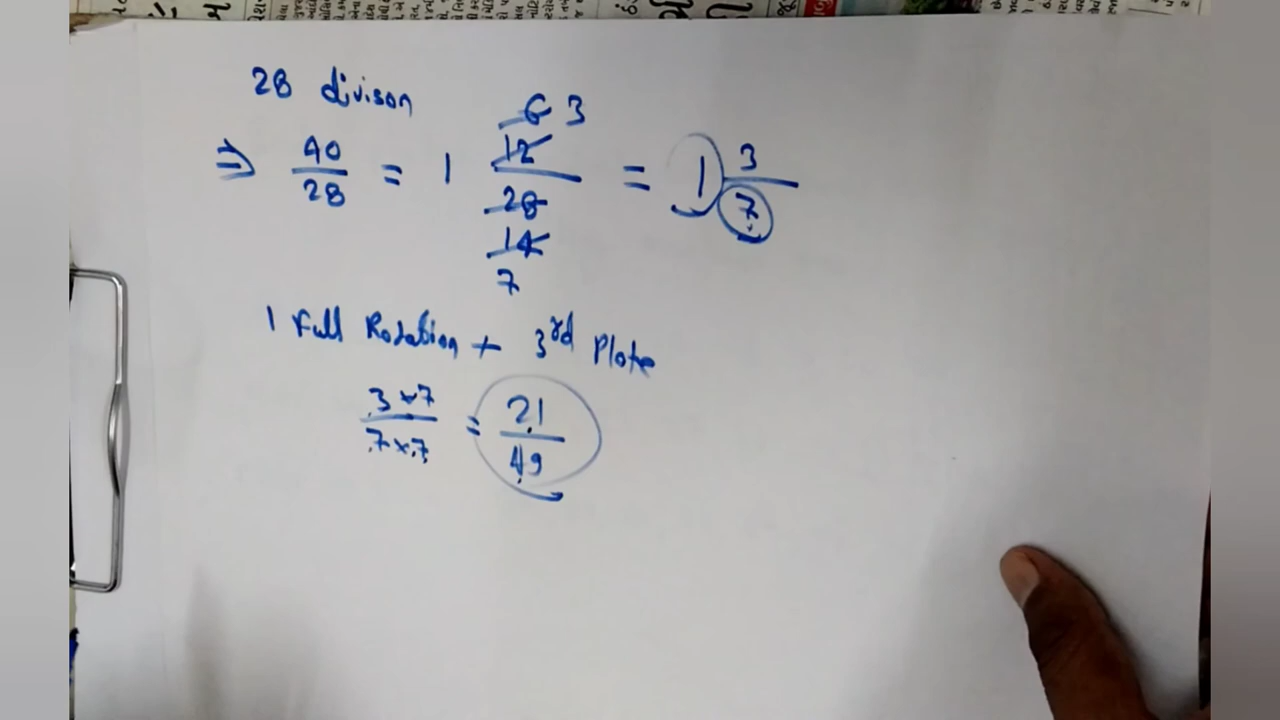 28 divison
⇒ 40/28 = 1 12/28 6 3 14 7 = 1 3/7
1 Full Rotation + 3rd Plate
3×7/7×7 = 21/49